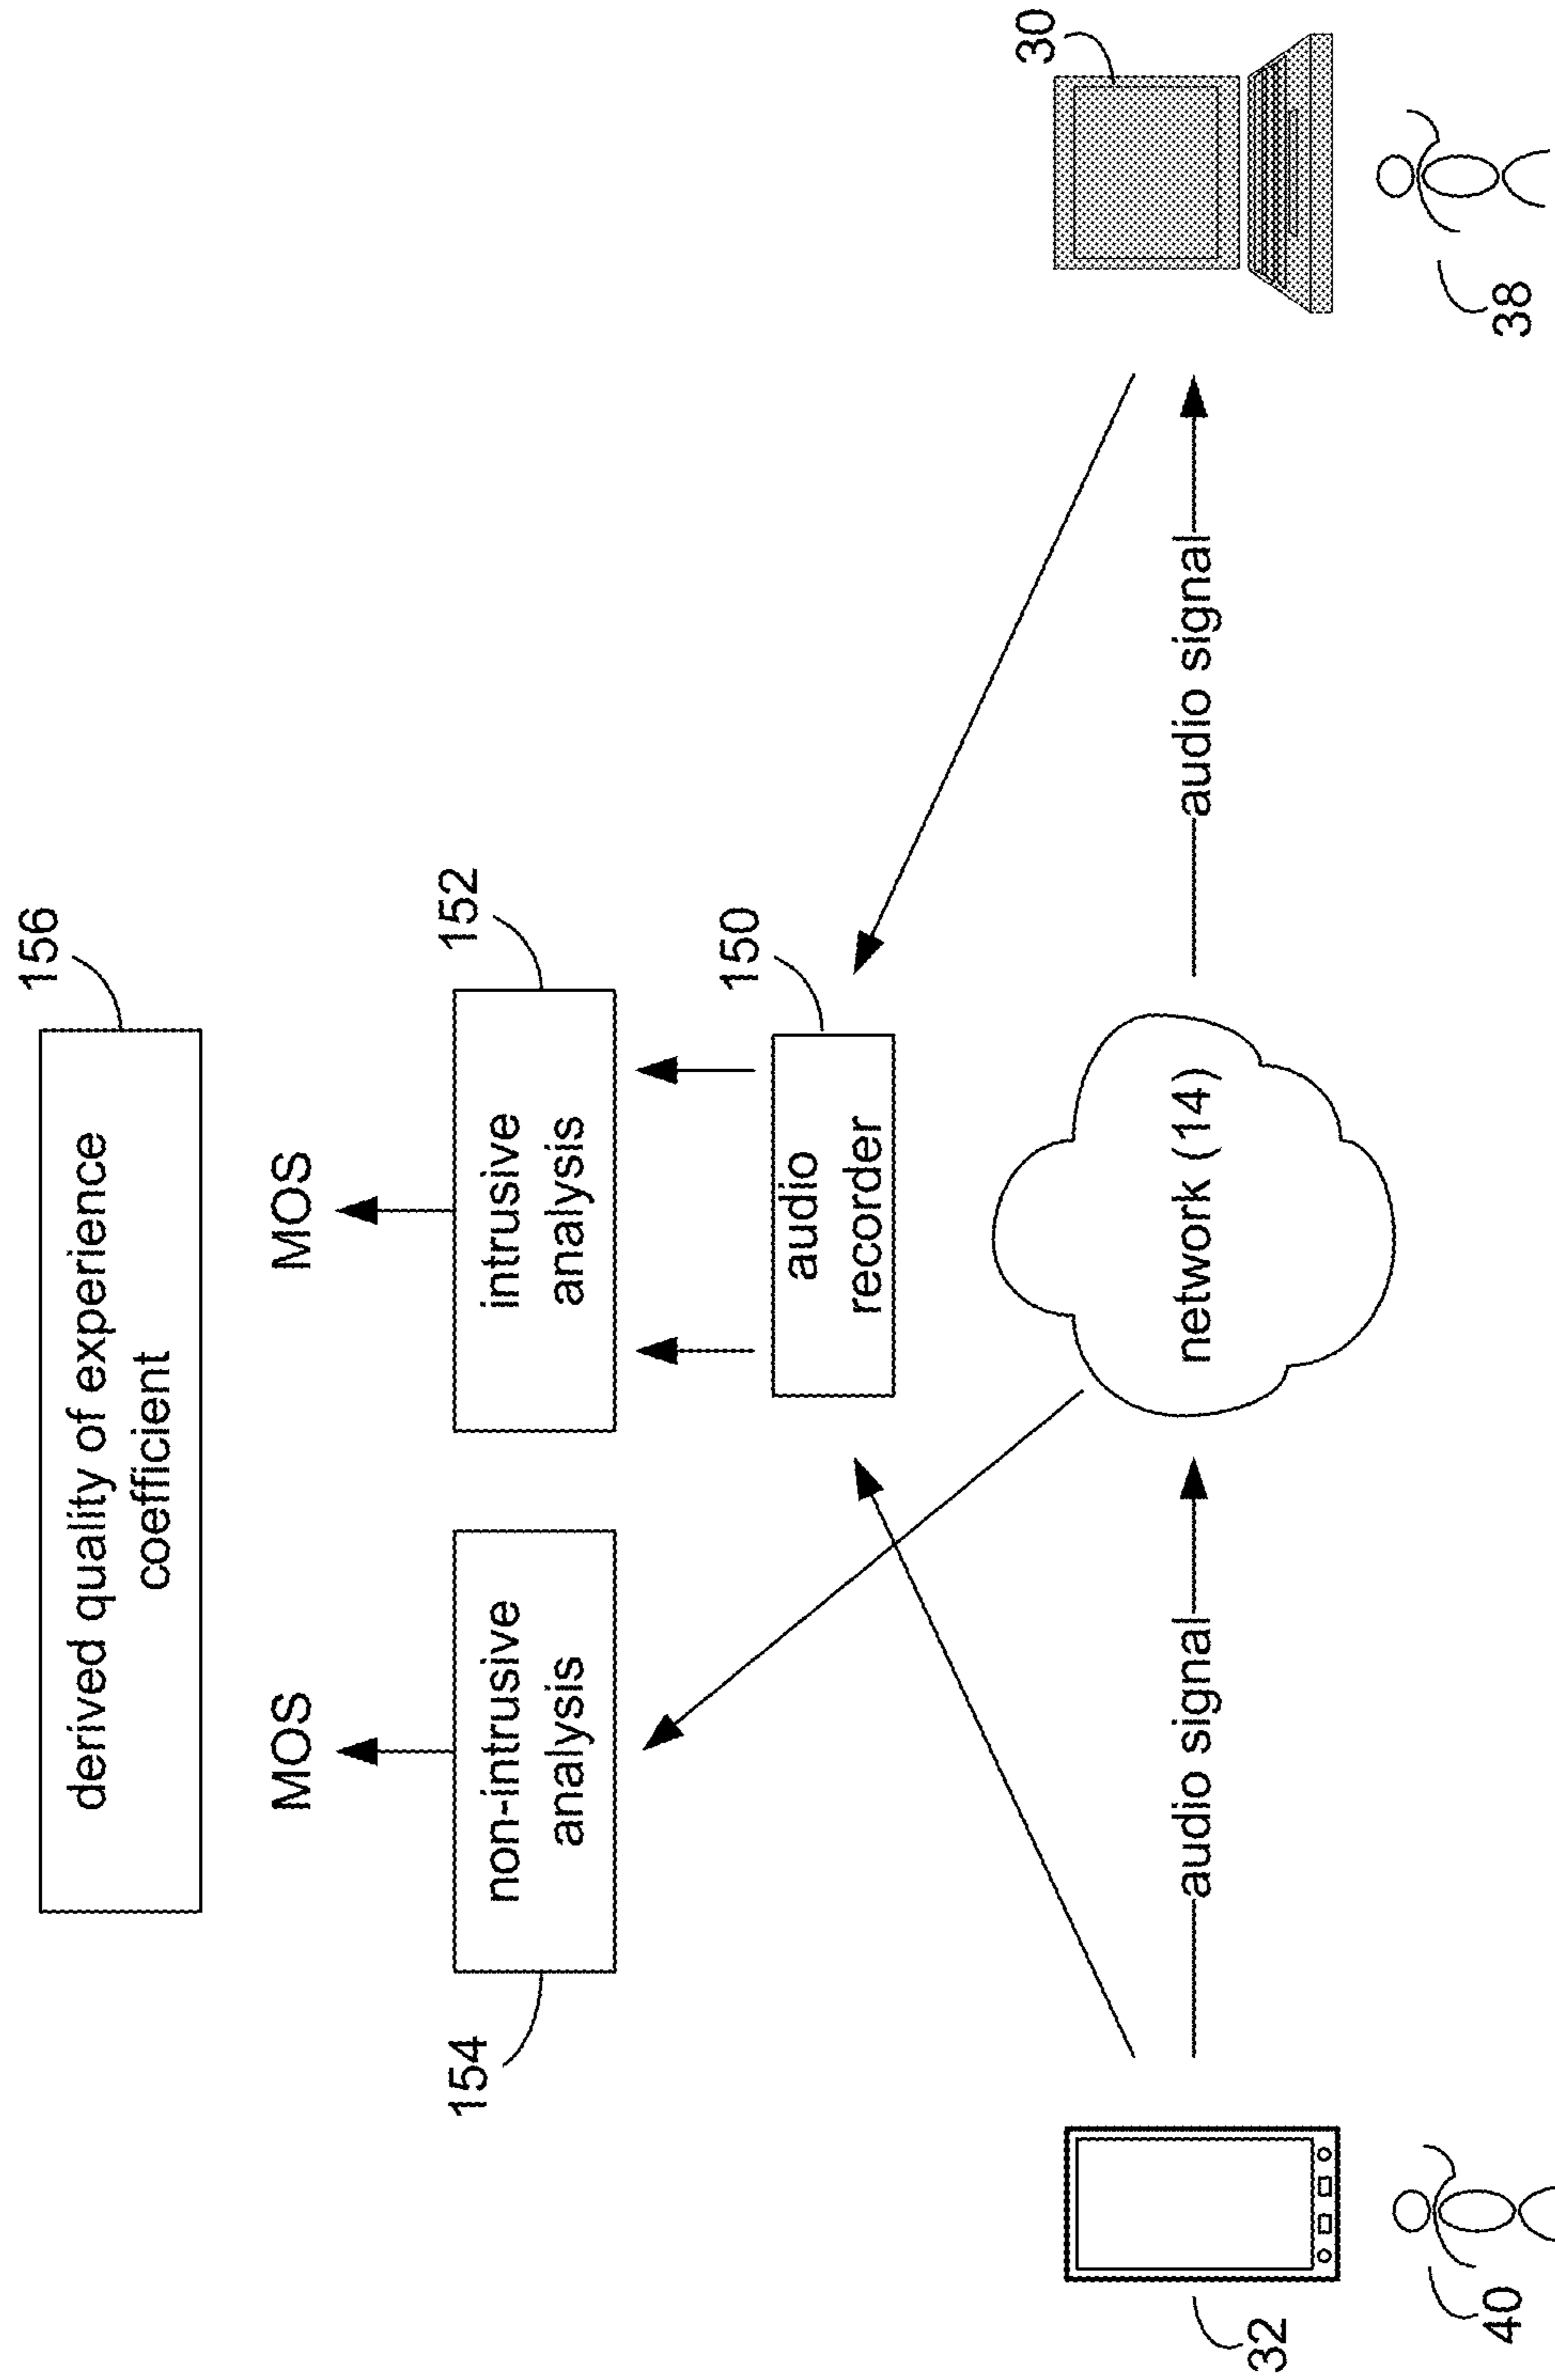 156
derived quality of experience
coefficient
MOS
MOS
154
non-intrusive
analysis
intrusive
analysis
152
audio
recorder
150
30
32
audio signal
network (14)
audio signal
40
38